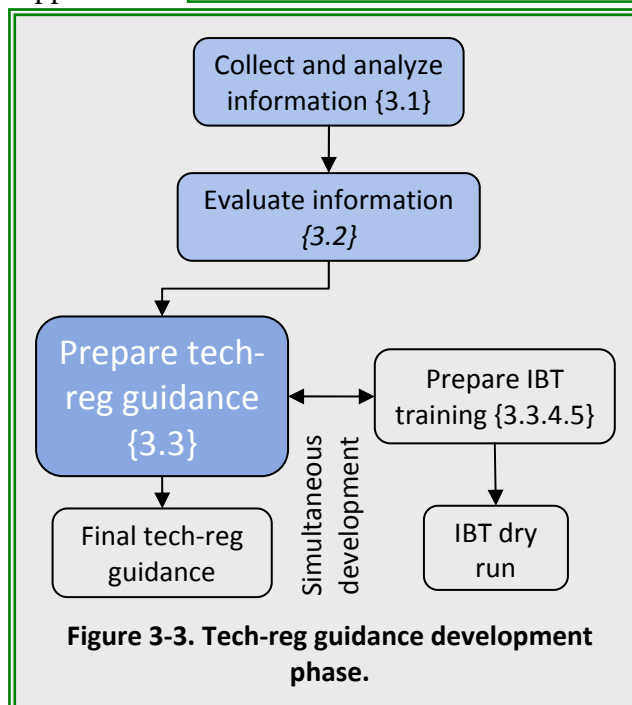 Collect and analyze
information {3.1}
Evaluate information
{3.2}
Prepare tech-
reg guidance
{3.3}
Prepare IBT
training {3.3.4.5}
Simultaneous
development
Final tech-reg
guidance
IBT dry
run
Figure 3-3. Tech-reg guidance development
phase.